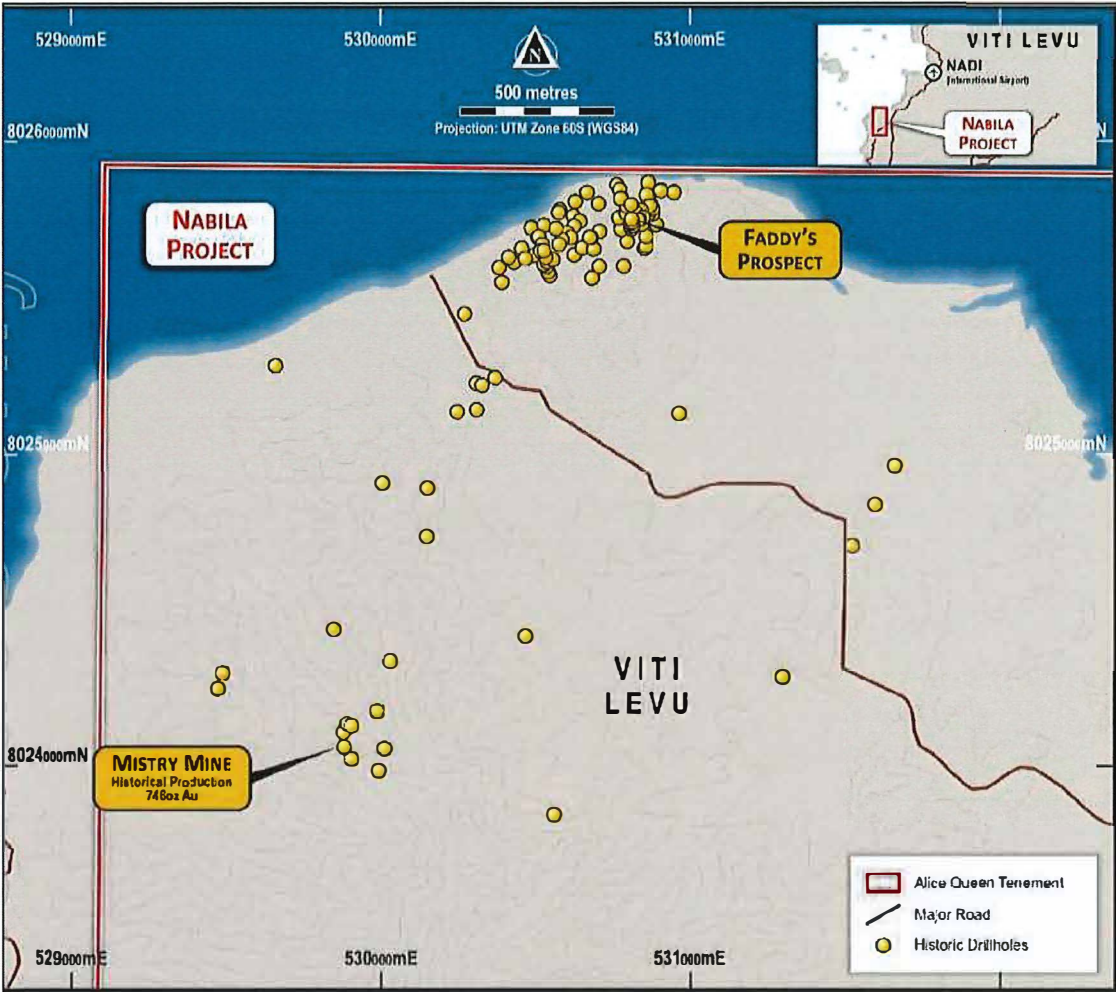 529000mE
530000mE
531000mE
N
500 metres
Projection: UTM Zone 60S (WGS84)
VITI LEVU
NADI
(International Airport)
NABILA
PROJECT
8026000mN
N
NABILA
PROJECT
FADDY'S
PROSPECT
8025000mN
8025000mN
VITI
LEVU
8024000mN
MISTRY MINE
Historical Production
746oz Au
Alice Queen Tenement
Major Road
Historic Drillholes
529000mE
530000mE
531000mE